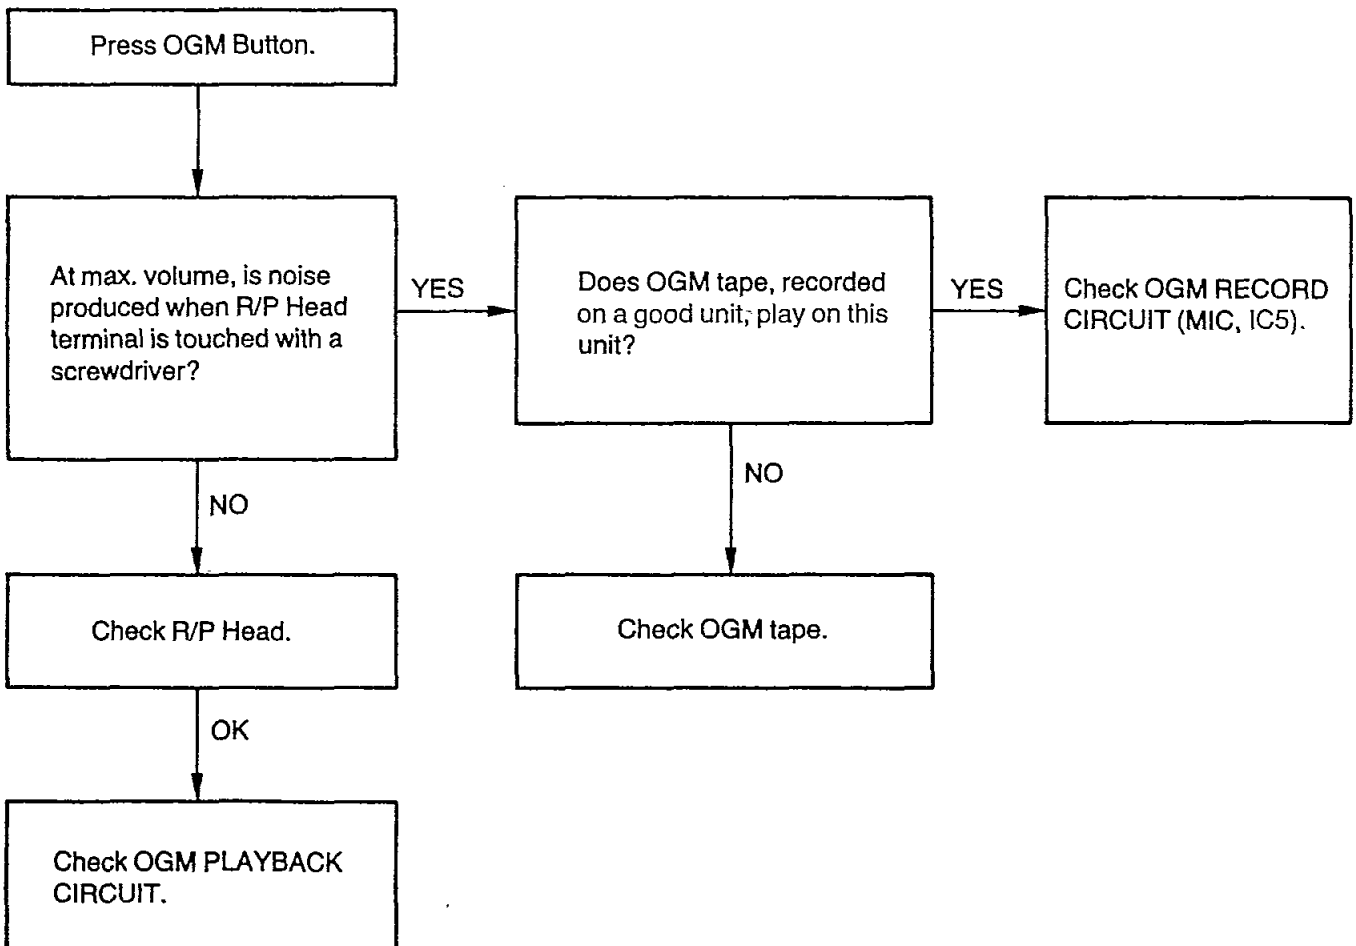 Press OGM Button.
At max. volume, is noise
produced when R/P Head
terminal is touched with a
screwdriver?
YES
Does OGM tape, recorded
on a good unit, play on this
unit?
YES
Check OGM RECORD
CIRCUIT (MIC, IC5).
NO
NO
Check R/P Head.
Check OGM tape.
OK
Check OGM PLAYBACK
CIRCUIT.